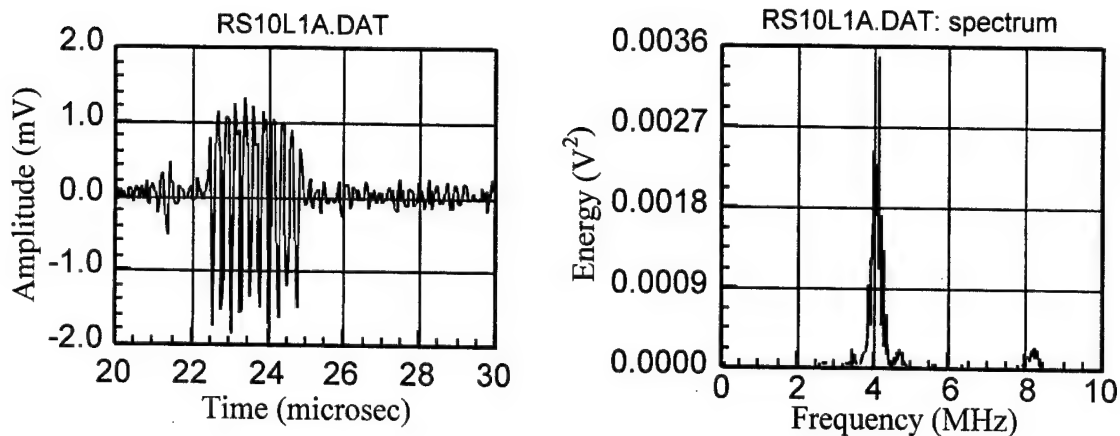 RS10L1A.DAT
2.0
1.0
0.0
-1.0
-2.0
Amplitude (mV)
20 22 24 26 28 30
Time (microsec)
RS10L1A.DAT: spectrum
0.0036
0.0027
0.0018
0.0009
0.0000
Energy (V²)
0 2 4 6 8 10
Frequency (MHz)